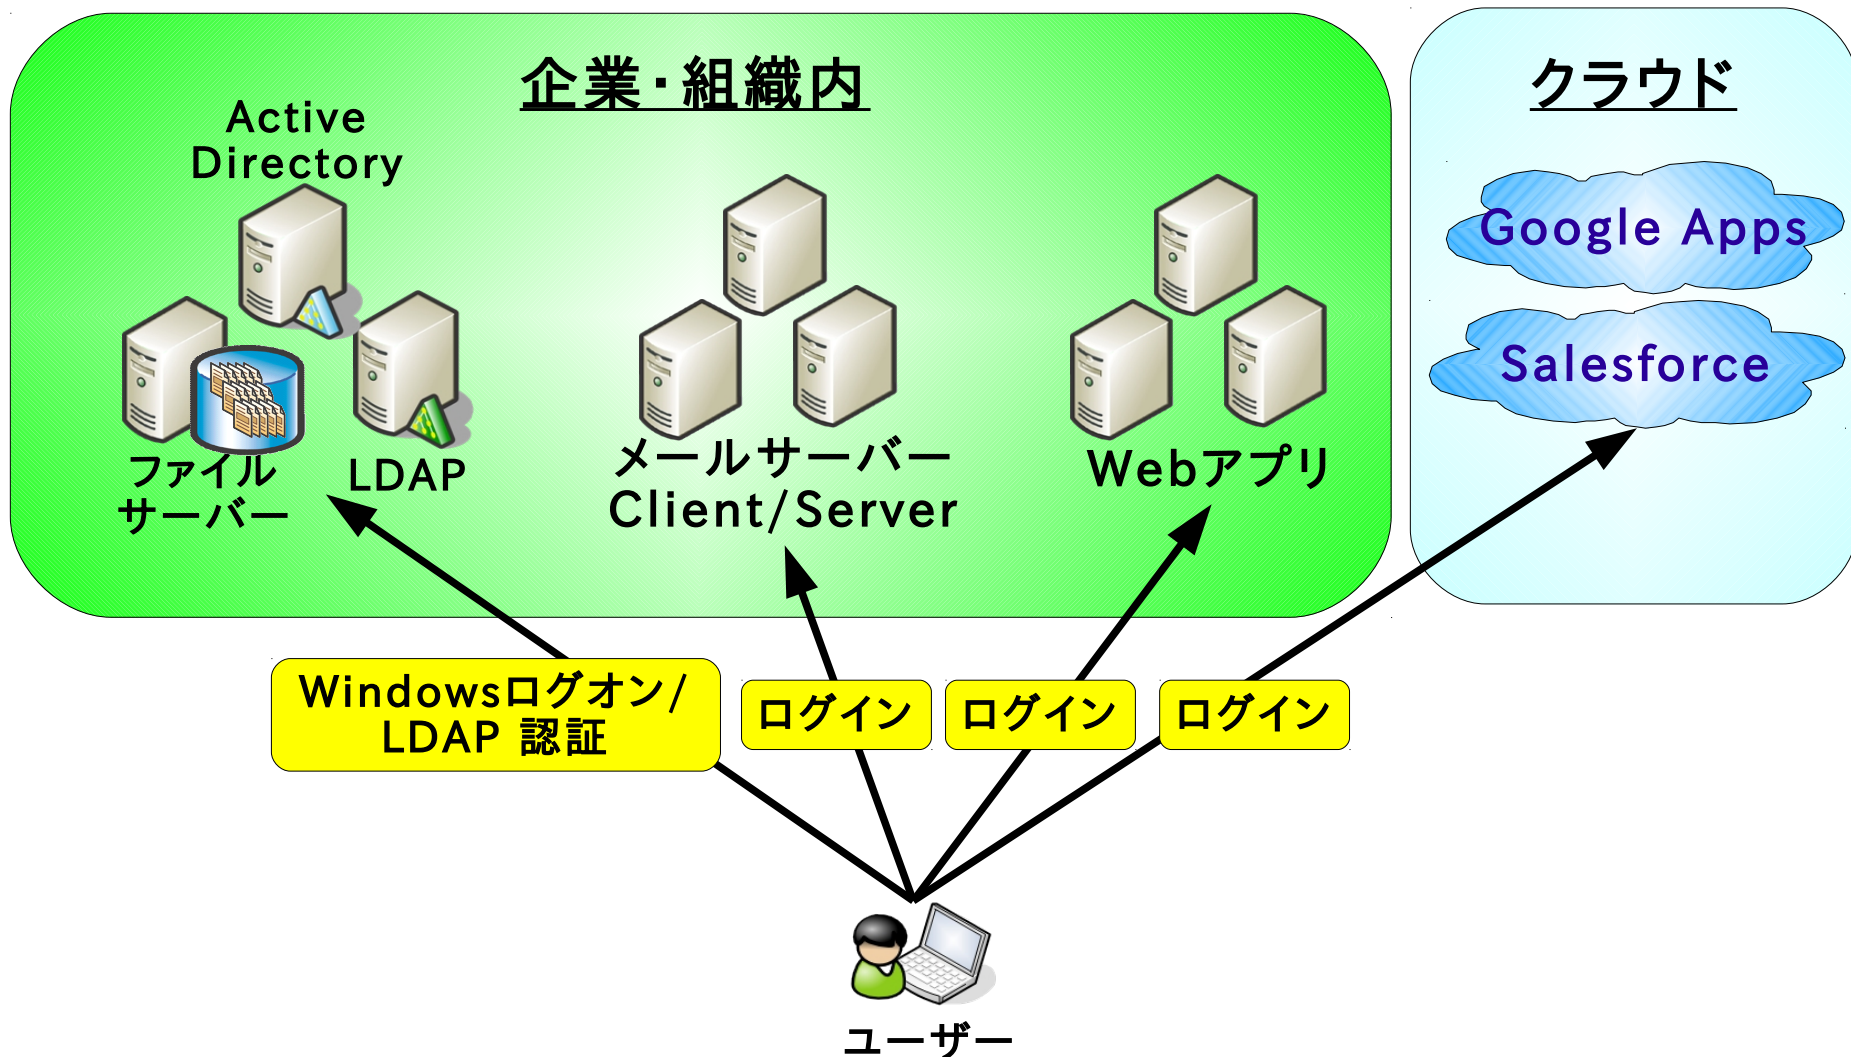 企業・組織内
クラウド
Active
Directory
Google Apps
Salesforce
ファイル
サーバー
LDAP
メールサーバー
Client/Server
Webアプリ
Windowsログオン/
LDAP 認証
ログイン
ログイン
ログイン
ユーザー